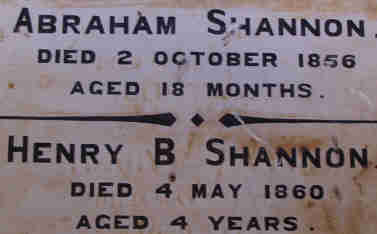 ABRAHAM SHANNON.
DIED 2 OCTOBER 1856
AGED 18 MONTHS.
HENRY B SHANNON.
DIED 4 MAY 1860
AGED 4 YEARS.